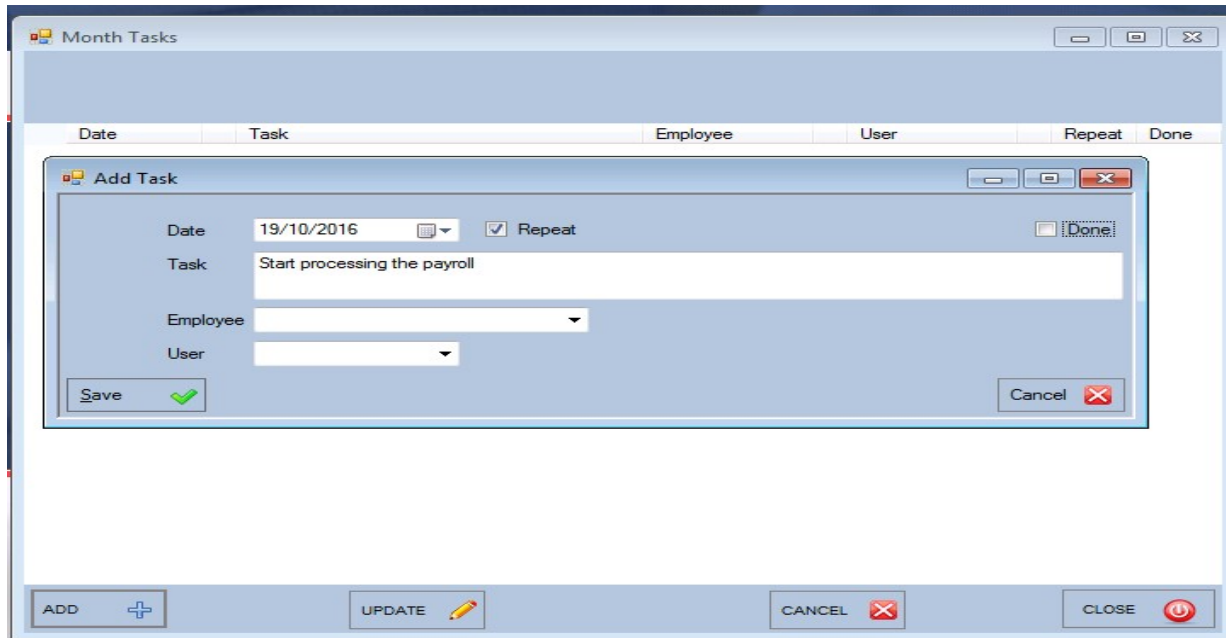 Month Tasks
Date Task Employee User Repeat Done
Add Task
Date 19/10/2016 Repeat Done
Task Start processing the payroll
Employee
User
Save Cancel
ADD UPDATE CANCEL CLOSE